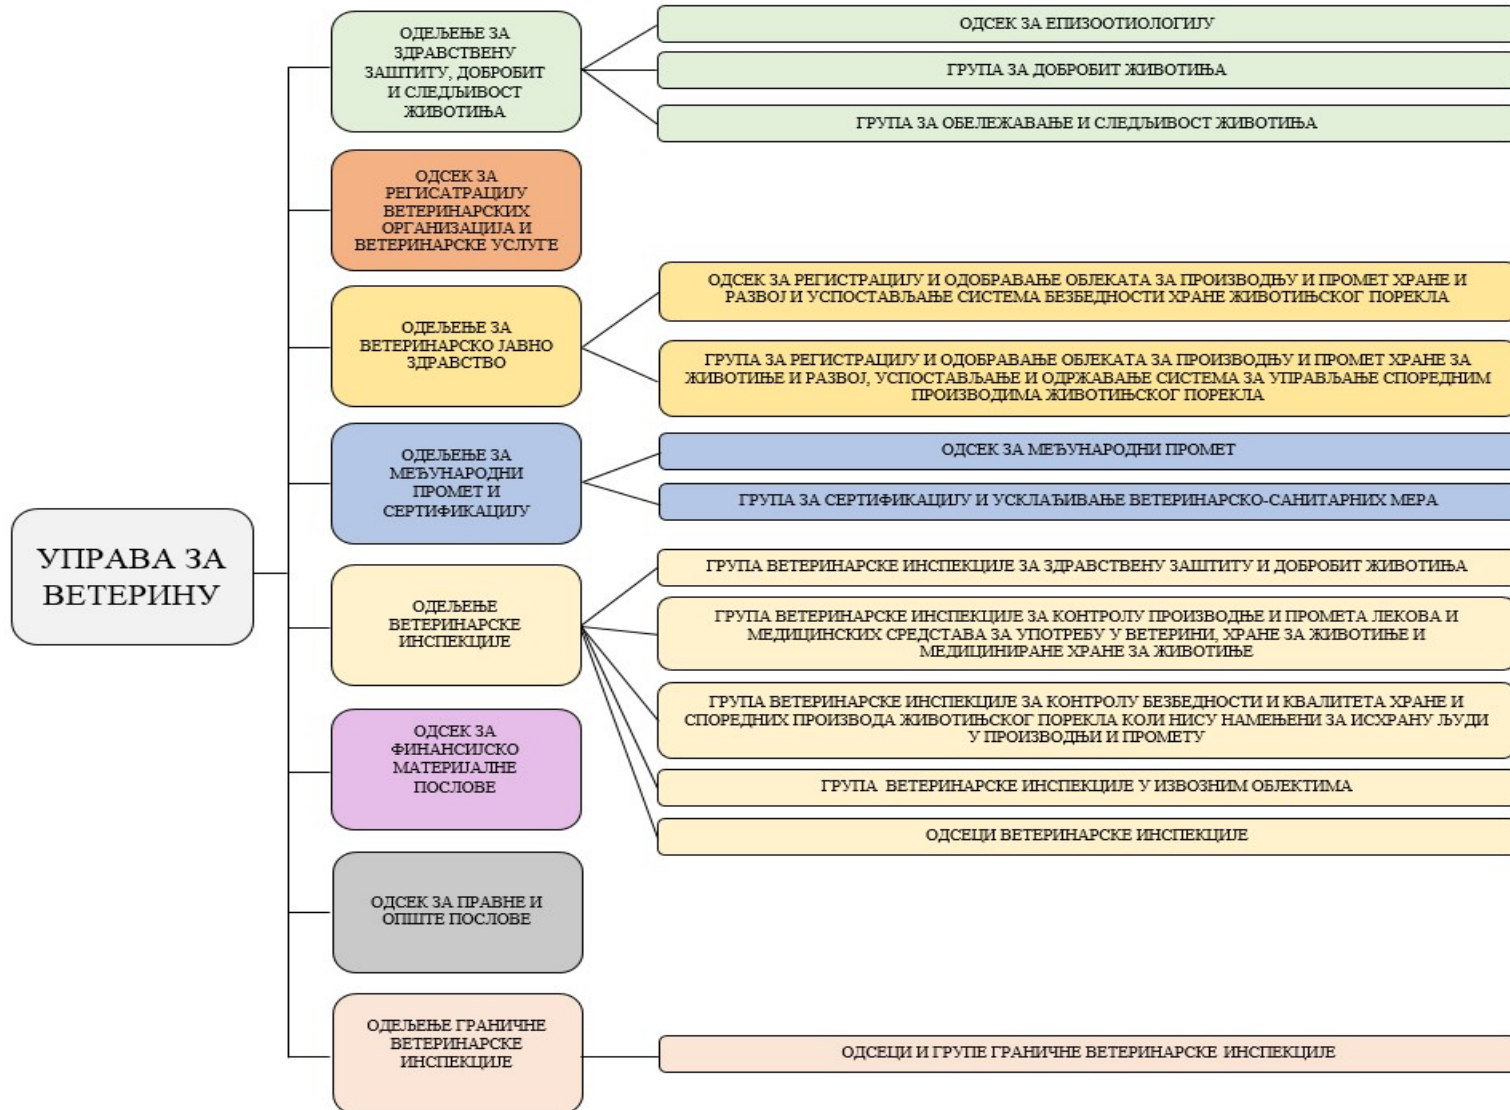 УПРАВА ЗА
ВЕТЕРИНУ
ОДЕЉЕЊЕ ЗА
ЗДРАВСТВЕНУ
ЗАШТИТУ, ДОБРОБИТ
И СЛЕДЉИВОСТ
ЖИВОТИЊА
ОДСЕК ЗА ЕПИЗООТИОЛОГИЈУ
ГРУПА ЗА ДОБРОБИТ ЖИВОТИЊА
ГРУПА ЗА ОБЕЛЕЖАВАЊЕ И СЛЕДЉИВОСТ ЖИВОТИЊА
ОДСЕК ЗА
РЕГИСАТРАЦИЈУ
ВЕТЕРИНАРСКИХ
ОРГАНИЗАЦИЈА И
ВЕТЕРИНАРСКЕ УСЛУГЕ
ОДЕЉЕЊЕ ЗА
ВЕТЕРИНАРСКО ЈАВНО
ЗДРАВСТВО
ОДСЕК ЗА РЕГИСТРАЦИЈУ И ОДОБРАВАЊЕ ОБЈЕКАТА ЗА ПРОИЗВОДЊУ И ПРОМЕТ ХРАНЕ И
РАЗВОЈ И УСПОСТАВЉАЊЕ СИСТЕМА БЕЗБЕДНОСТИ ХРАНЕ ЖИВОТИЊСКОГ ПОРЕКЛА
ГРУПА ЗА РЕГИСТРАЦИЈУ И ОДОБРАВАЊЕ ОБЈЕКАТА ЗА ПРОИЗВОДЊУ И ПРОМЕТ ХРАНЕ ЗА
ЖИВОТИЊЕ И РАЗВОЈ, УСПОСТАВЉАЊЕ И ОДРЖАВАЊЕ СИСТЕМА ЗА УПРАВЉАЊЕ СПОРЕДНИМ
ПРОИЗВОДИМА ЖИВОТИЊСКОГ ПОРЕКЛА
ОДЕЉЕЊЕ ЗА
МЕЂУНАРОДНИ
ПРОМЕТ И
СЕРТИФИКАЦИЈУ
ОДСЕК ЗА МЕЂУНАРОДНИ ПРОМЕТ
ГРУПА ЗА СЕРТИФИКАЦИЈУ И УСКЛАЂИВАЊЕ ВЕТЕРИНАРСКО-САНИТАРНИХ МЕРА
ОДЕЉЕЊЕ
ВЕТЕРИНАРСКЕ
ИНСПЕКЦИЈЕ
ГРУПА ВЕТЕРИНАРСКЕ ИНСПЕКЦИЈЕ ЗА ЗДРАВСТВЕНУ ЗАШТИТУ И ДОБРОБИТ ЖИВОТИЊА
ГРУПА ВЕТЕРИНАРСКЕ ИНСПЕКЦИЈЕ ЗА КОНТРОЛУ ПРОИЗВОДЊЕ И ПРОМЕТА ЛЕКОВА И
МЕДИЦИНСКИХ СРЕДСТАВА ЗА УПОТРЕБУ У ВЕТЕРИНИ, ХРАНЕ ЗА ЖИВОТИЊЕ И
МЕДИЦИНИРАНЕ ХРАНЕ ЗА ЖИВОТИЊЕ
ГРУПА ВЕТЕРИНАРСКЕ ИНСПЕКЦИЈЕ ЗА КОНТРОЛУ БЕЗБЕДНОСТИ И КВАЛИТЕТА ХРАНЕ И
СПОРЕДНИХ ПРОИЗВОДА ЖИВОТИЊСКОГ ПОРЕКЛА КОЈИ НИСУ НАМЕЊЕНИ ЗА ИСХРАНУ ЉУДИ
У ПРОИЗВОДЊИ И ПРОМЕТУ
ГРУПА ВЕТЕРИНАРСКЕ ИНСПЕКЦИЈЕ У ИЗВОЗНИМ ОБЈЕКТИМА
ОДСЕЦИ ВЕТЕРИНАРСКЕ ИНСПЕКЦИЈЕ
ОДСЕК ЗА
ФИНАНСИЈСКО
МАТЕРИЈАЛНЕ
ПОСЛОВЕ
ОДСЕК ЗА ПРАВНЕ И
ОПШТЕ ПОСЛОВЕ
ОДЕЉЕЊЕ ГРАНИЧНЕ
ВЕТЕРИНАРСКЕ
ИНСПЕКЦИЈЕ
ОДСЕЦИ И ГРУПЕ ГРАНИЧНЕ ВЕТЕРИНАРСКЕ ИНСПЕКЦИЈЕ